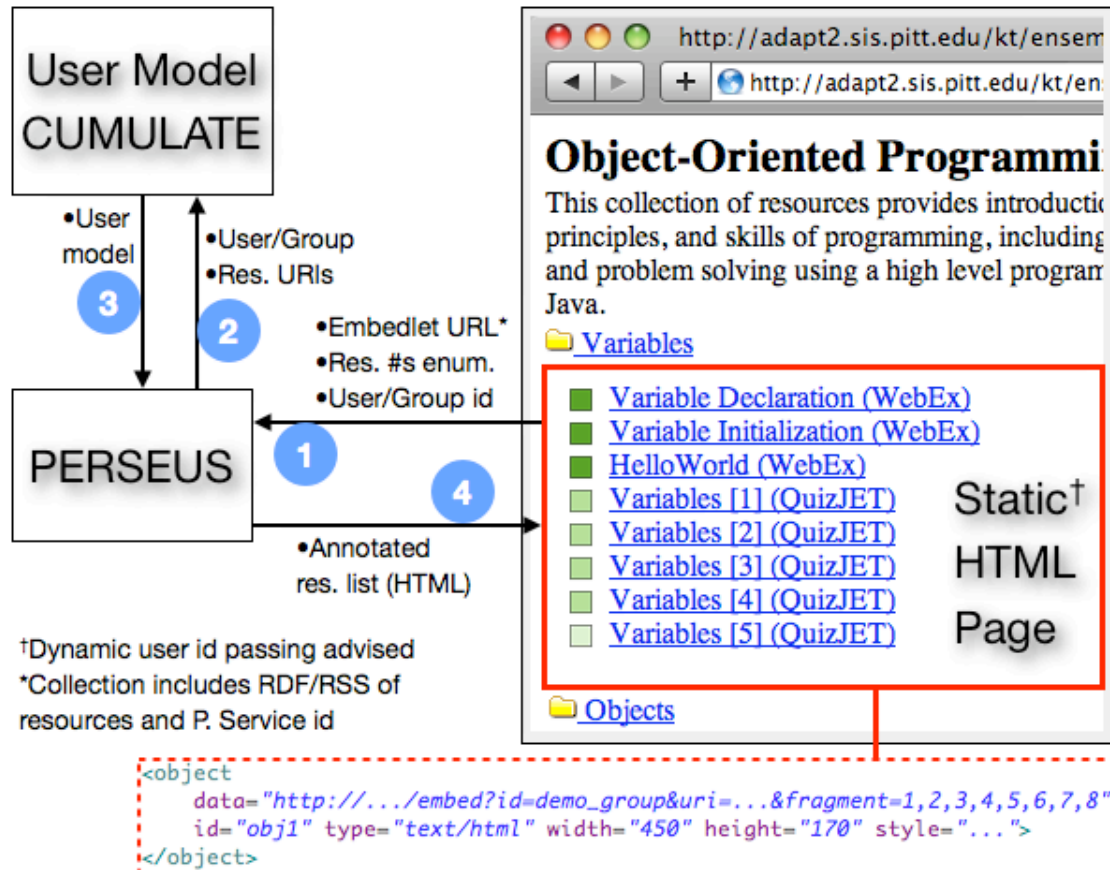 User Model
CUMULATE
•User
model
3
•User/Group
•Res. URIs
2
•Embedlet URL*
•Res. #s enum.
•User/Group id
1
PERSEUS
4
•Annotated
res. list (HTML)
†Dynamic user id passing advised
*Collection includes RDF/RSS of
resources and P. Service id
http://adapt2.sis.pitt.edu/kt/ensem
http://adapt2.sis.pitt.edu/kt/en
Object-Oriented Programmi
This collection of resources provides introducti
principles, and skills of programming, including
and problem solving using a high level program
Java.
Variables
Variable Declaration (WebEx)
Variable Initialization (WebEx)
HelloWorld (WebEx)
Variables [1] (QuizJET)
Variables [2] (QuizJET)
Variables [3] (QuizJET)
Variables [4] (QuizJET)
Variables [5] (QuizJET)
Static†
HTML
Page
Objects
<object
data="http://.../embed?id=demo_group&uri=...&fragment=1,2,3,4,5,6,7,8"
id="obj1" type="text/html" width="450" height="170" style="...">
</object>